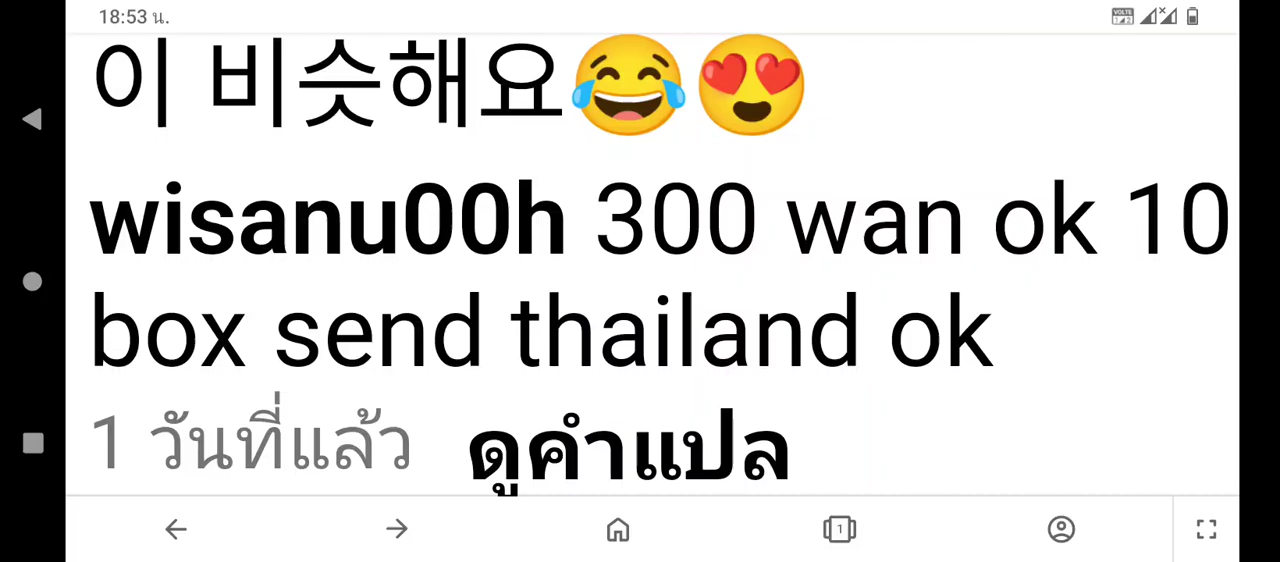 18:53 น.
이 비슷해요😂😍
wisanu00h 300 wan ok 10
box send thailand ok
1 วันที่แล้ว ดูคำแปล
1